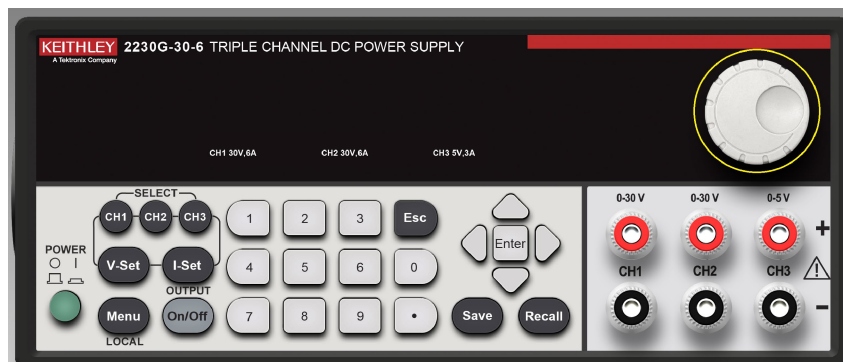 KEITHLEY 2230G-30-6 TRIPLE CHANNEL DC POWER SUPPLY
A Tektronix Company
CH1 30V,6A CH2 30V,6A CH3 5V,3A
SELECT
CH1 CH2 CH3 1 2 3 Esc
0-30 V 0-30 V 0-5 V
+
POWER
V-Set I-Set 4 5 6 0 Enter
CH1 CH2 CH3
OUTPUT
Menu On/Off 7 8 9 • Save Recall
LOCAL
-